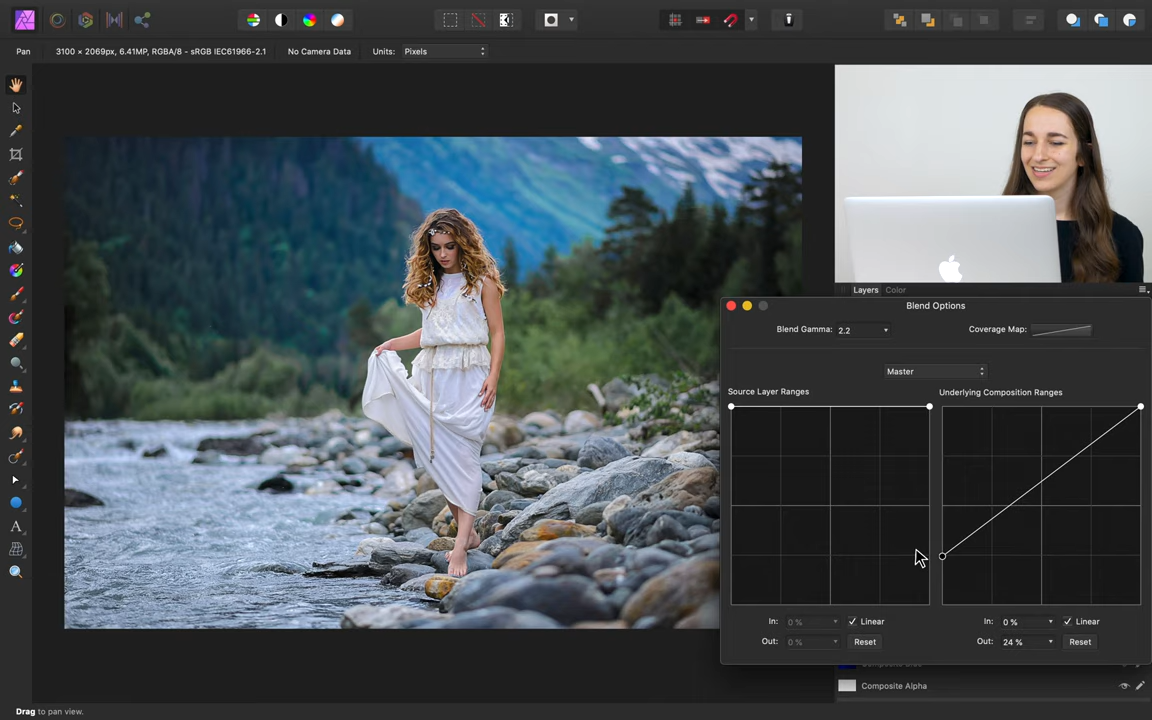 Pan 3100 × 2069px, 6.41MP, RGBA/8 - sRGB IEC61966-2.1 No Camera Data Units: Pixels
Layers Color
Blend Options
Blend Gamma: 2.2 Coverage Map:
Master
Source Layer Ranges Underlying Composition Ranges
In: 0 % Linear In: 0 % Linear
Out: 0 % Reset Out: 24 % Reset
Composite Alpha
Drag to pan view.